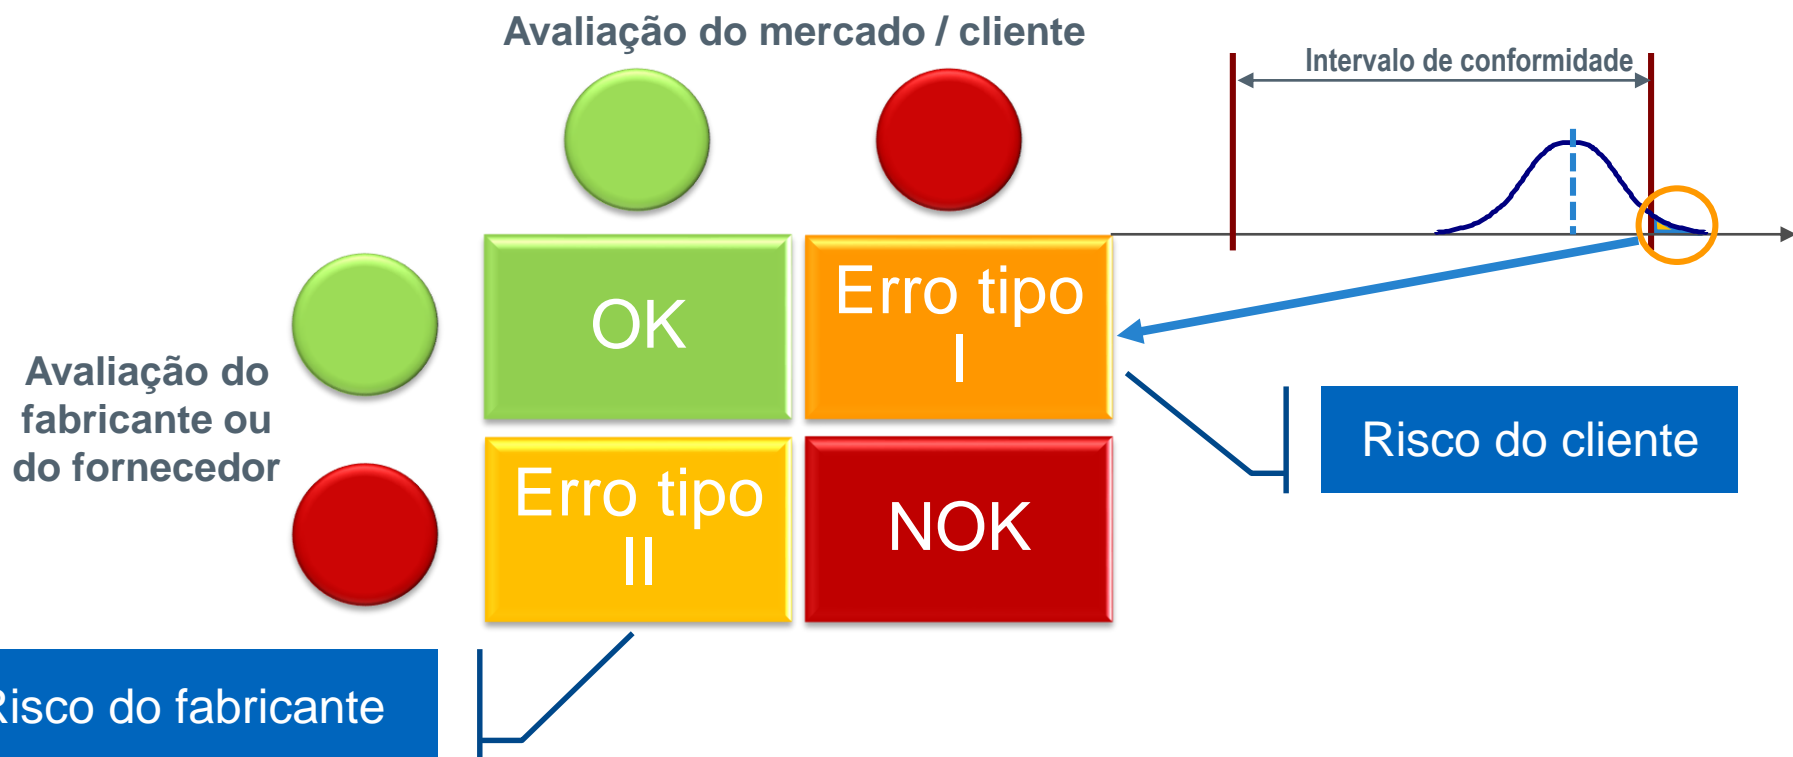 Avaliação do mercado / cliente
Intervalo de conformidade
OK
Erro tipo
I
Avaliação do
fabricante ou
do fornecedor
Risco do cliente
Erro tipo
II
NOK
Risco do fabricante